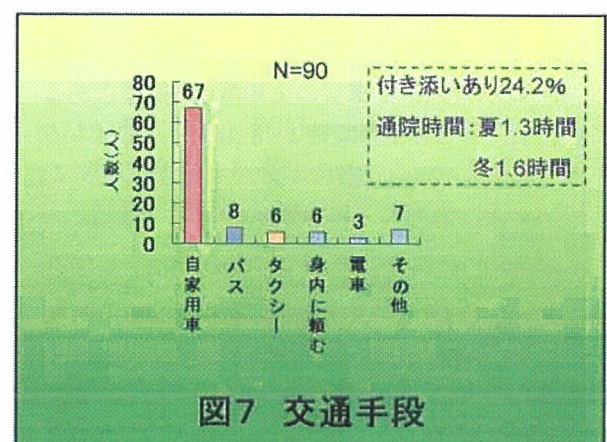 N=90
付き添いあり24.2%
通院時間:夏1.3時間
冬1.6時間
人数(人)
80
70
60
50
40
30
20
10
0
67
8
6
6
3
7
自家用車
バス
タクシー
身内に頼む
電車
その他
図7 交通手段